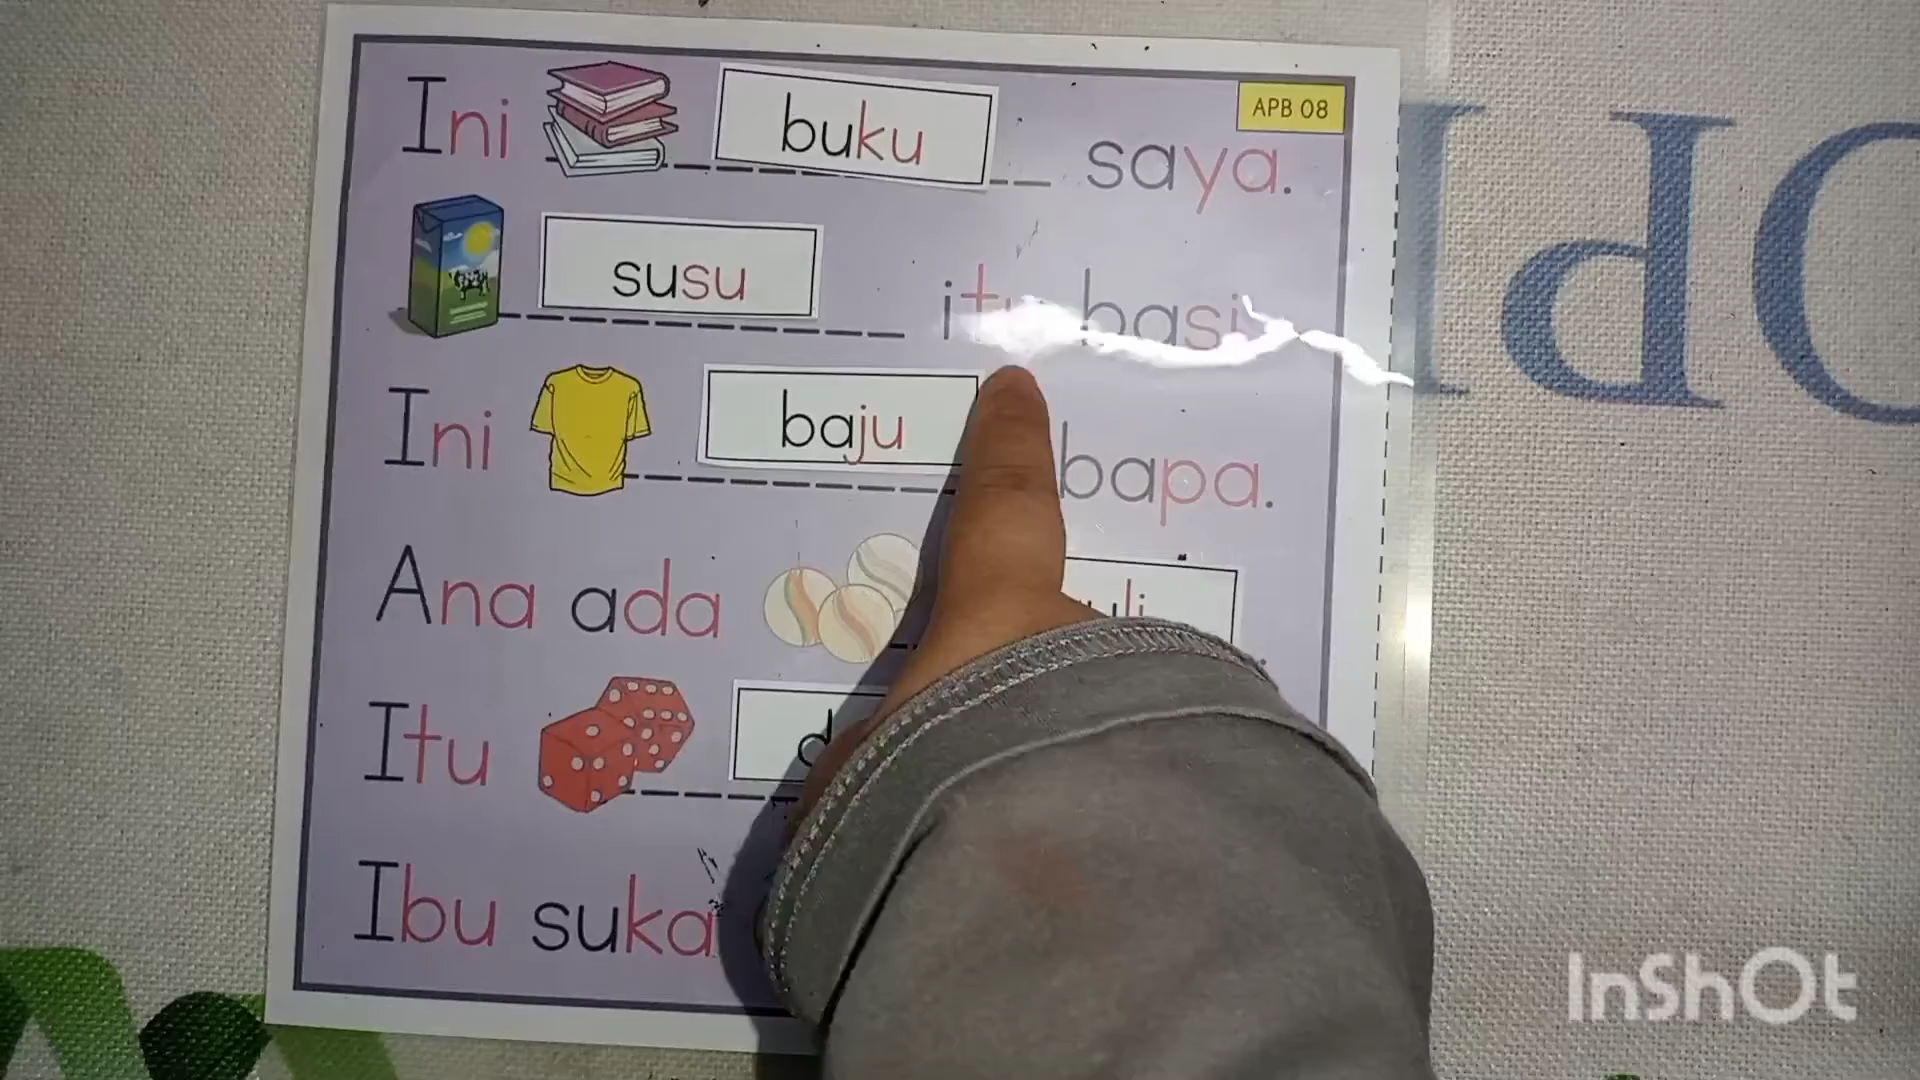 APB 08
Ini buku saya.
susu itu basi.
Ini baju bapa.
Ana ada
Itu
Ibu suka
InShOt